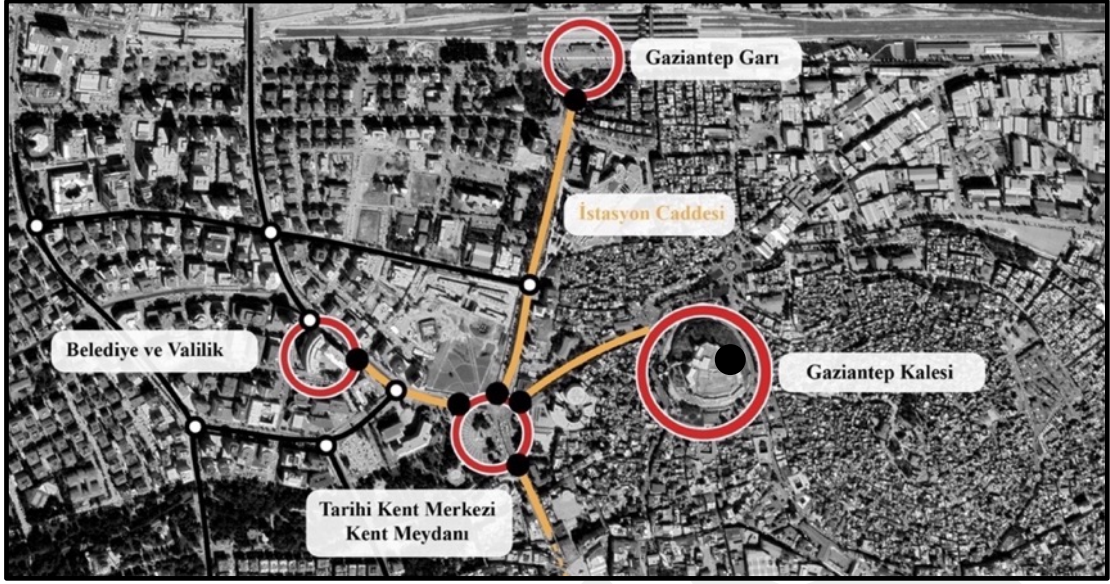 Gaziantep Garı
İstasyon Caddesi
Belediye ve Valilik
Gaziantep Kalesi
Tarihi Kent Merkezi
Kent Meydanı